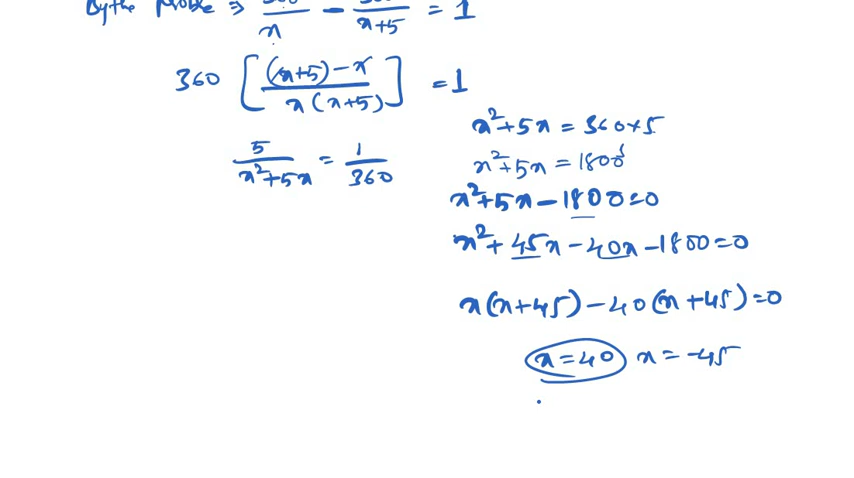 By the proble ⇒ 360/x − 360/x+5 = 1
360 [ (x+5)−x / x(x+5) ] = 1
5/x²+5x = 1/360
x²+5x = 360×5
x²+5x = 1800
x²+5x−1800=0
x²+45x−40x−1800=0
x(x+45)−40(x+45)=0
x=40 x=-45